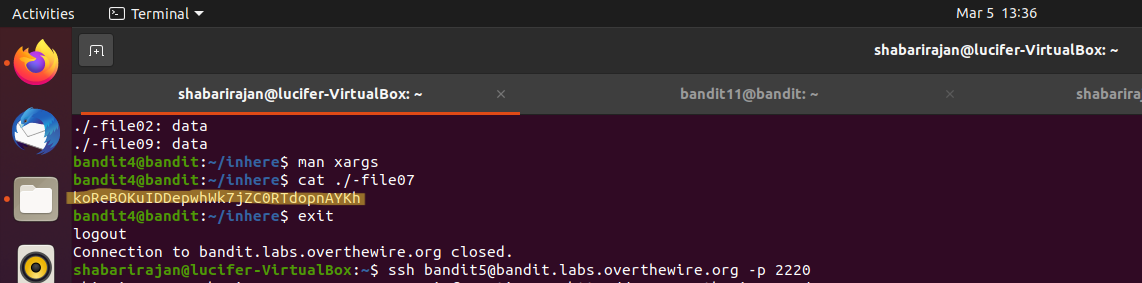 Activities
Terminal
Mar 5 13:36
shabarirajan@lucifer-VirtualBox: ~
shabarirajan@lucifer-VirtualBox: ~
bandit11@bandit: ~
shabarira
./-file02: data
./-file09: data
bandit4@bandit:~/inhere$ man xargs
bandit4@bandit:~/inhere$ cat ./-file07
koReBOKuIDDepwhWk7jZC0RTdopnAYKh
bandit4@bandit:~/inhere$ exit
logout
Connection to bandit.labs.overthewire.org closed.
shabarirajan@lucifer-VirtualBox:~$ ssh bandit5@bandit.labs.overthewire.org -p 2220